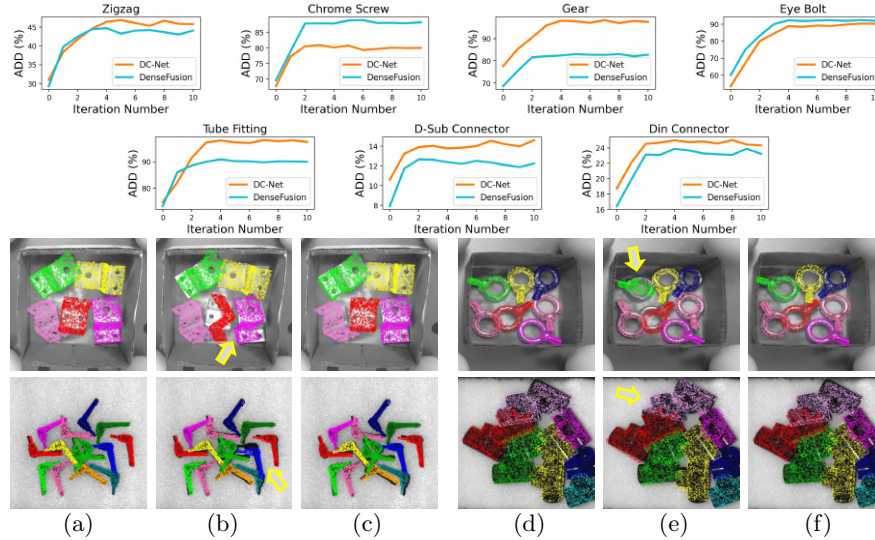 Zigzag
Chrome Screw
Gear
Eye Bolt
ADD (%)
45
40
35
30
DC-Net
DenseFusion
0 2 4 6 8 10
Iteration Number
ADD (%)
85
80
75
70
DC-Net
DenseFusion
0 2 4 6 8 10
Iteration Number
ADD (%)
90
80
70
DC-Net
DenseFusion
0 2 4 6 8 10
Iteration Number
ADD (%)
90
80
70
60
DC-Net
DenseFusion
0 2 4 6 8 10
Iteration Number
Tube Fitting
D-Sub Connector
Din Connector
ADD (%)
90
80
DC-Net
DenseFusion
0 2 4 6 8 10
Iteration Number
ADD (%)
14
12
10
8
DC-Net
DenseFusion
0 2 4 6 8 10
Iteration Number
ADD (%)
24
22
20
18
16
DC-Net
DenseFusion
0 2 4 6 8 10
Iteration Number
(a) (b) (c) (d) (e) (f)